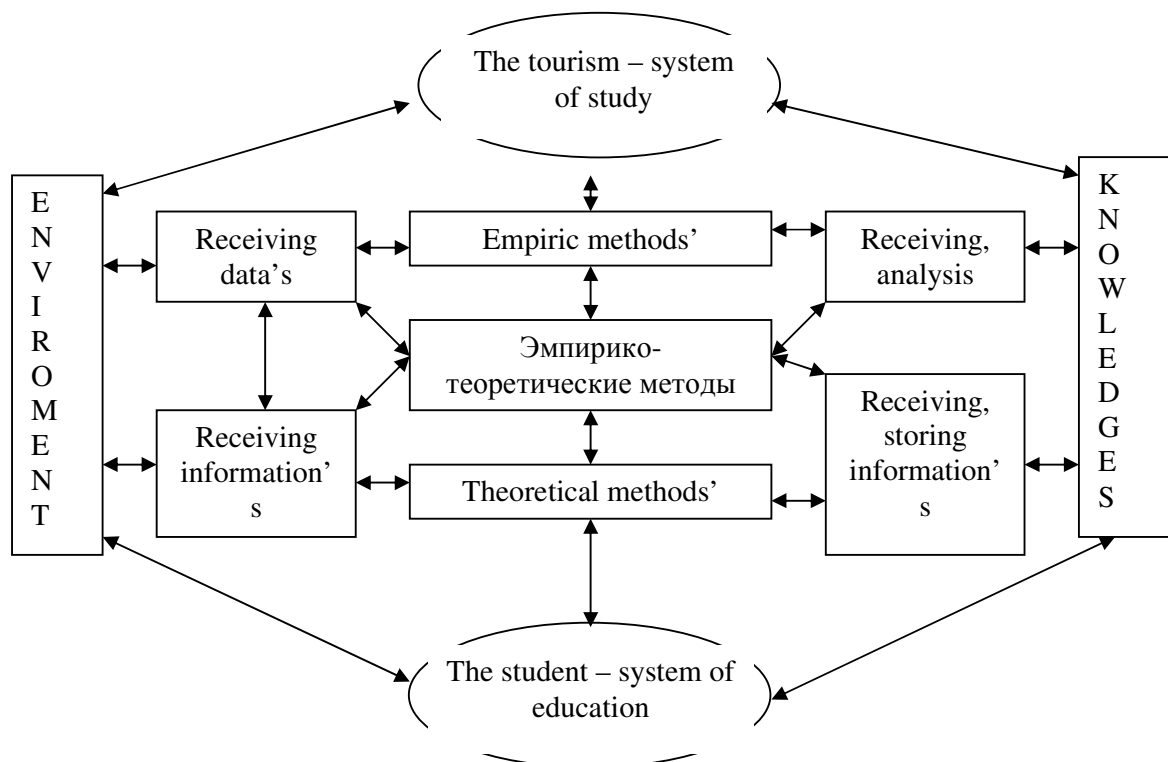 The tourism – system
of study
E
N
V
I
R
O
M
E
N
T
K
N
O
W
L
E
D
G
E
S
Receiving
data’s
Empiric methods’
Receiving,
analysis
Эмпирико-
теоретические методы
Receiving
information’
s
Theoretical methods’
Receiving,
storing
information’
s
The student – system of
education